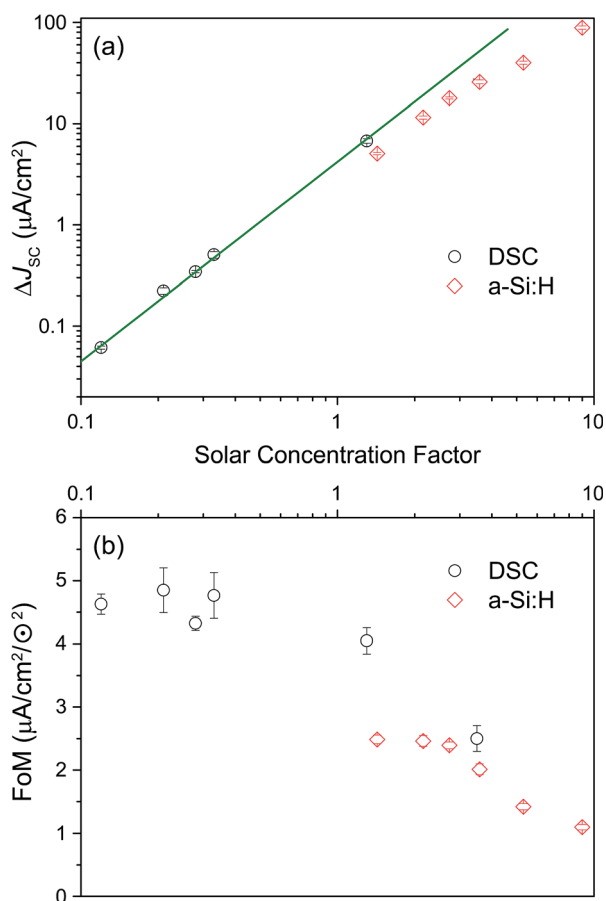 (a)
100
10
1
0.1
ΔJSC (µA/cm²)
DSC
a-Si:H
0.1
1
10
Solar Concentration Factor
0.1
1
10
(b)
6
5
4
3
2
1
0
FoM (µA/cm²/⊙²)
DSC
a-Si:H